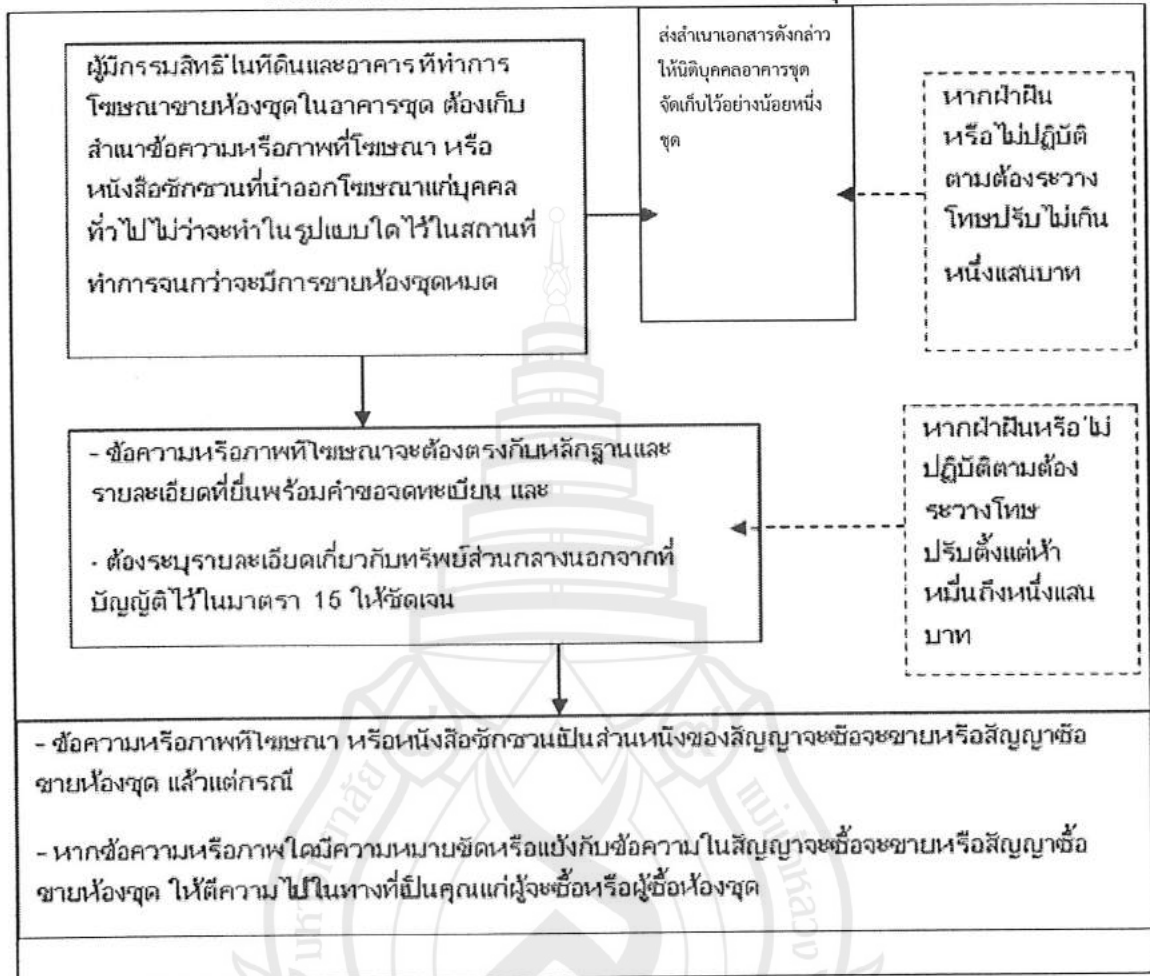 ผู้มีกรรมสิทธิ์ในที่ดินและอาคาร ที่ทำการ
โฆษณาขายห้องชุดในอาคารชุด ต้องเก็บ
สำเนาข้อความหรือภาพที่โฆษณา หรือ
หนังสือชักชวนที่นำออกโฆษณาแก่บุคคล
ทั่วไปไม่ว่าจะทำในรูปแบบใดไว้ในสถานที่
ทำการจนกว่าจะมีการขายห้องชุดหมด
ส่งสำเนาเอกสารดังกล่าว
ให้นิติบุคคลอาคารชุด
จัดเก็บไว้อย่างน้อยหนึ่ง
ชุด
หากฝ่าฝืน
หรือไม่ปฏิบัติ
ตามต้องระวาง
โทษปรับไม่เกิน
หนึ่งแสนบาท
- ข้อความหรือภาพที่โฆษณาจะต้องตรงกับหลักฐานและ
รายละเอียดที่ยื่นพร้อมคำขอจดทะเบียน และ
- ต้องระบุรายละเอียดเกี่ยวกับทรัพย์ส่วนกลางนอกจากที่
บัญญัติไว้ในมาตรา 15 ให้ชัดเจน
หากฝ่าฝืนหรือไม่
ปฏิบัติตามต้อง
ระวางโทษ
ปรับตั้งแต่ห้า
หมื่นถึงหนึ่งแสน
บาท
- ข้อความหรือภาพที่โฆษณา หรือหนังสือชักชวนเป็นส่วนหนึ่งของสัญญาจะซื้อจะขายหรือสัญญาซื้อ
ขายห้องชุด แล้วแต่กรณี
- หากข้อความหรือภาพใดมีความหมายขัดหรือแย้งกับข้อความในสัญญาจะซื้อจะขายหรือสัญญาซื้อ
ขายห้องชุด ให้ตีความไปในทางที่เป็นคุณแก่ผู้จะซื้อหรือผู้ซื้อห้องชุด